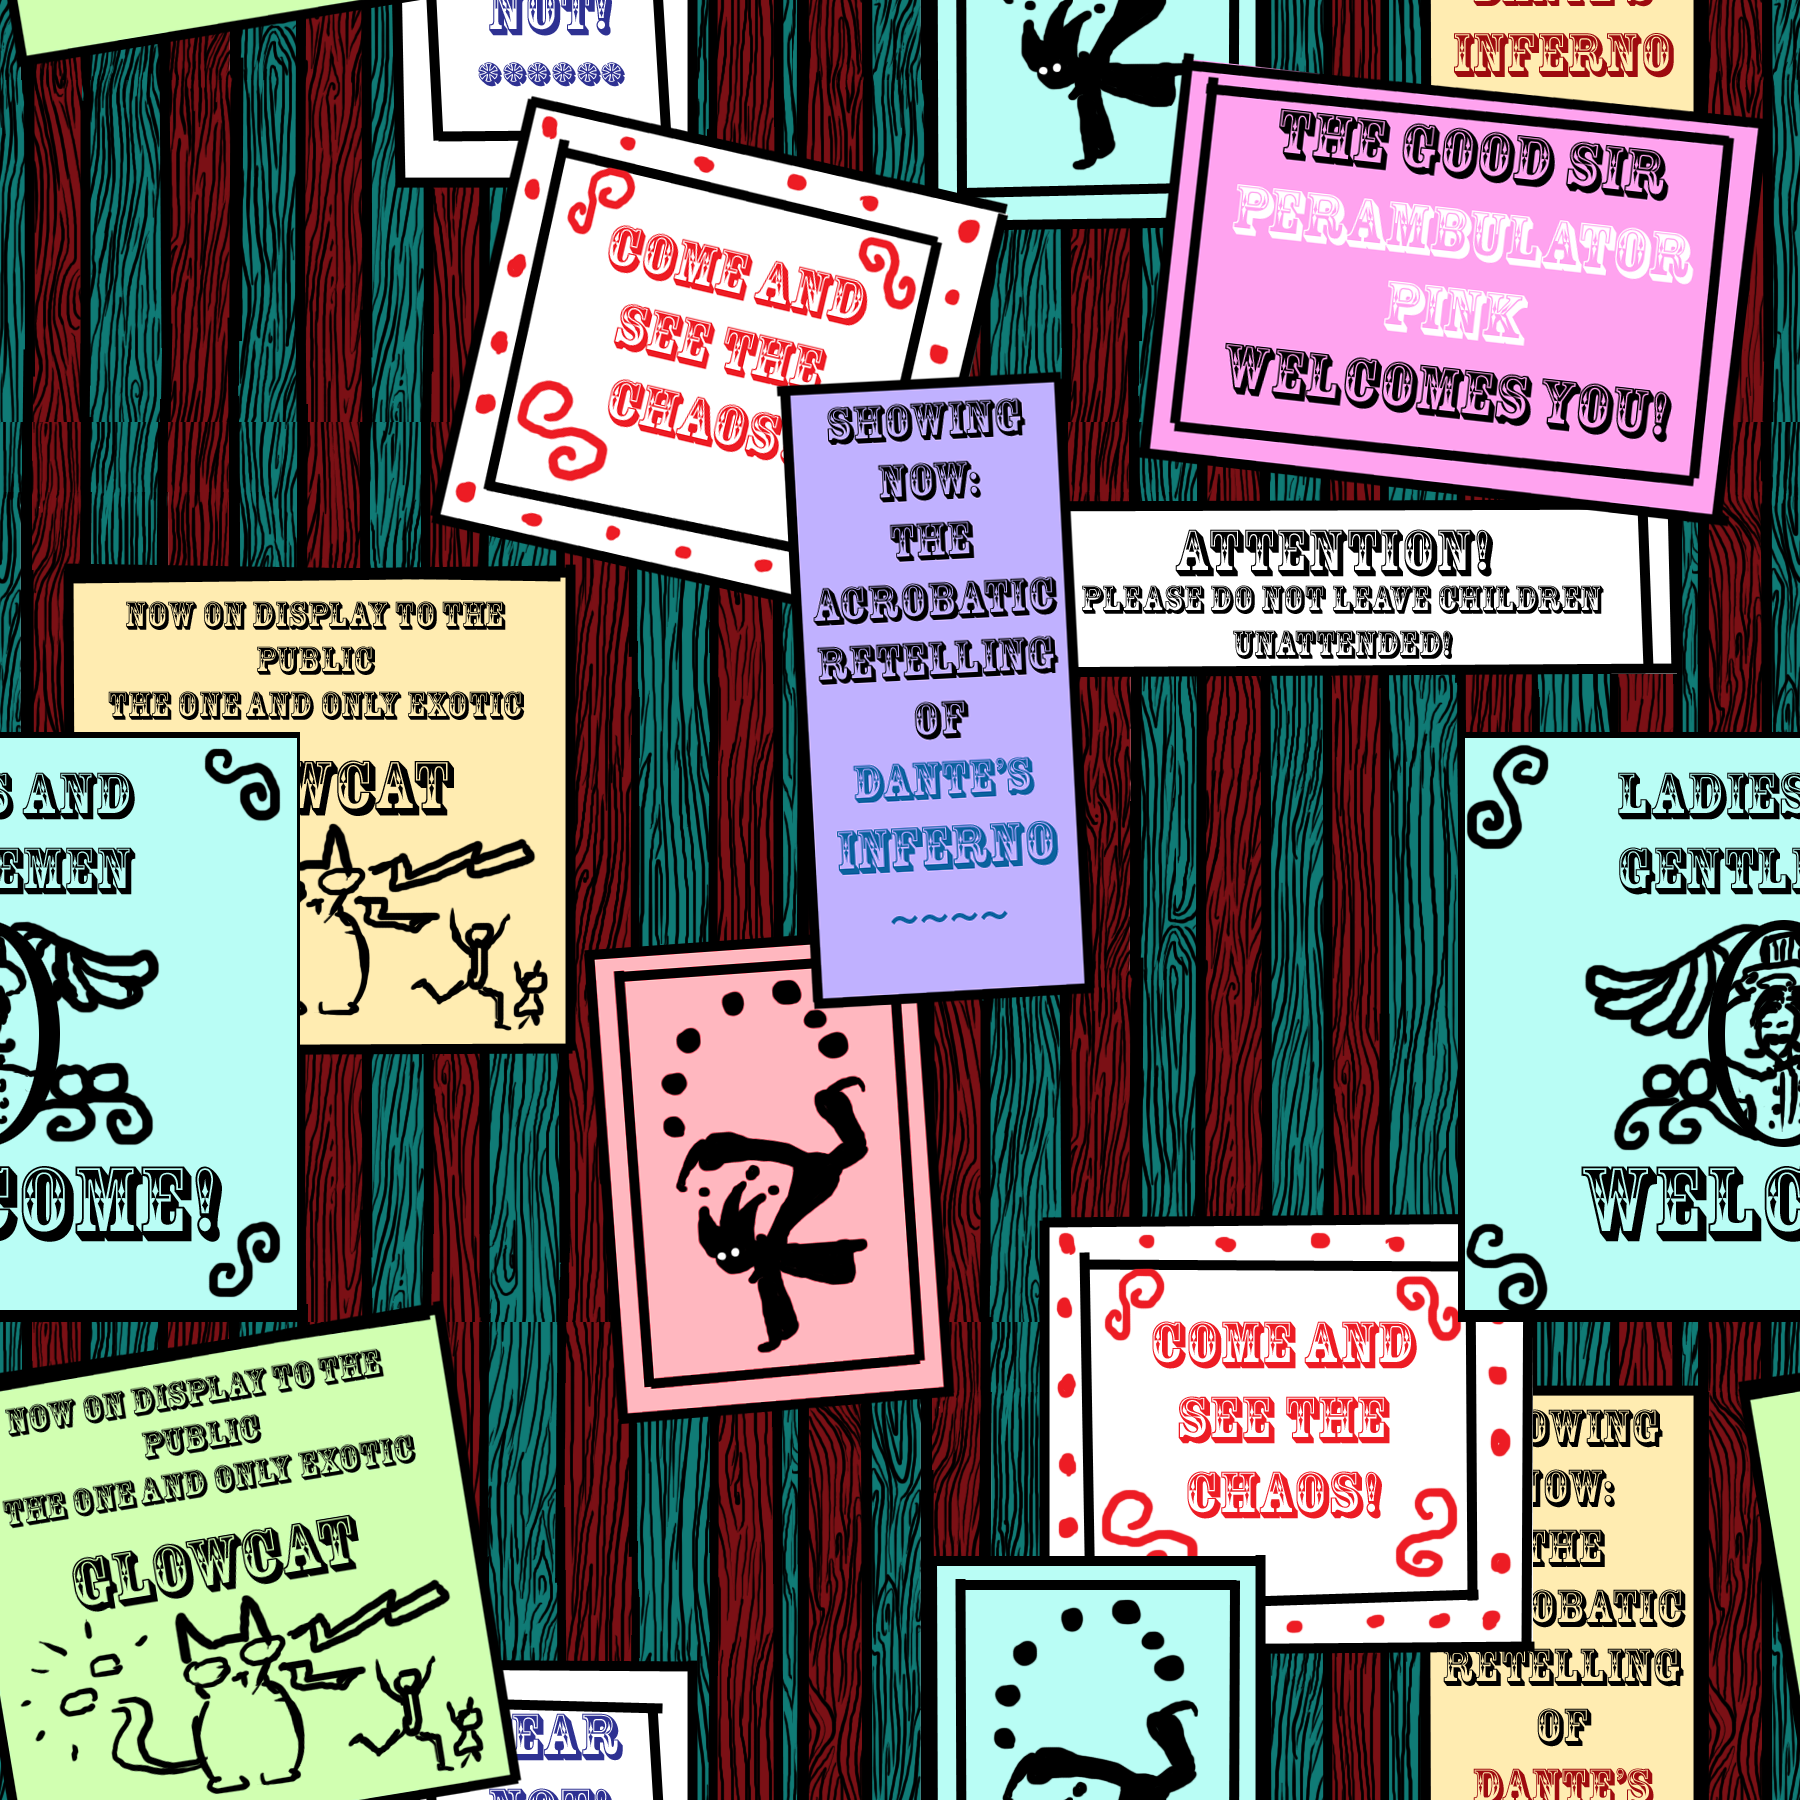 NOT!
INFERNO
THE GOOD SIR
PERAMBULATOR
PINK
WELCOMES YOU!
COME AND
SEE THE
CHAOS!
SHOWING
NOW:
THE
ACROBATIC
RETELLING
OF
DANTE'S
INFERNO
~~~~
ATTENTION!
PLEASE DO NOT LEAVE CHILDREN
UNATTENDED!
NOW ON DISPLAY TO THE
PUBLIC
THE ONE AND ONLY EXOTIC
WCAT
S AND
EMEN
COME!
LADIES
GENTLE
WELC
NOW ON DISPLAY TO THE
PUBLIC
THE ONE AND ONLY EXOTIC
GLOWCAT
COME AND
SEE THE
CHAOS!
OWING
NOW:
THE
OBATIC
RETELLING
OF
DANTE'S
EAR
NOT!